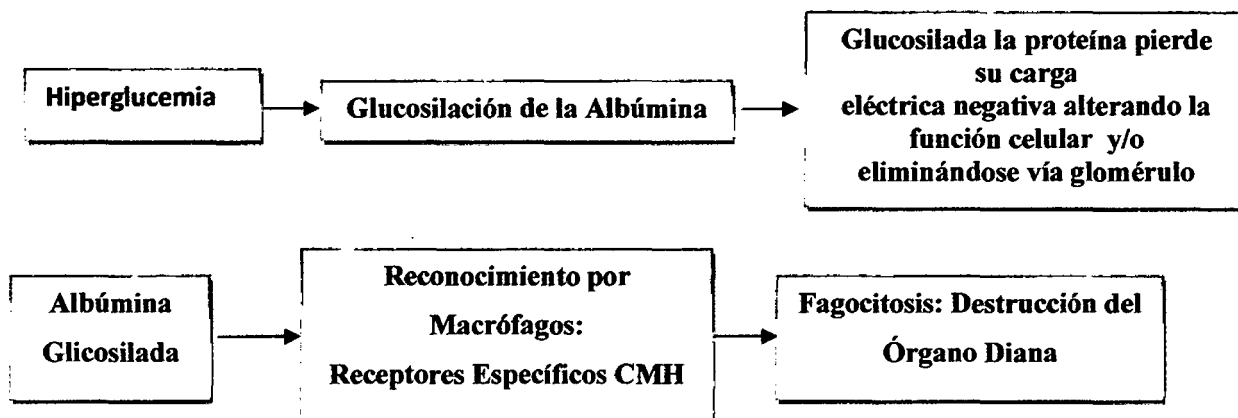 Hiperglucemia
Glucosilación de la Albúmina
Glucosilada la proteína pierde
su carga
eléctrica negativa alterando la
función celular y/o
eliminándose vía glomérulo
Albúmina
Glicosilada
Reconocimiento por
Macrófagos:
Receptores Específicos CMH
Fagocitosis: Destrucción del
Órgano Diana